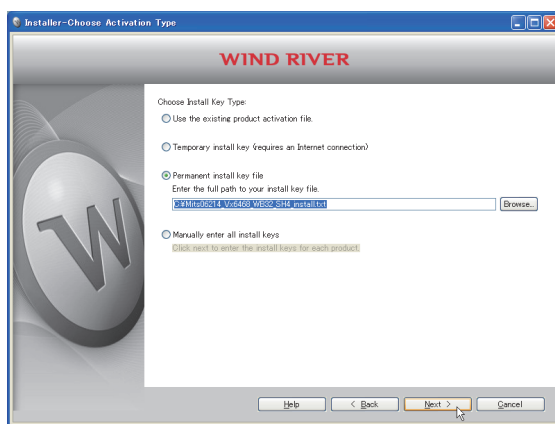 Installer-Choose Activation Type
WIND RIVER
Choose Install Key Type:
Use the existing product activation file.
Temporary install key (requires an Internet connection)
Permanent install key file
Enter the full path to your install key file.
C:¥Mits06214_Vx6468_WB32_SH4_install.txt
Browse..
Manually enter all install keys
Click next to enter the install keys for each product.
W
Help
< Back
Next >
Cancel